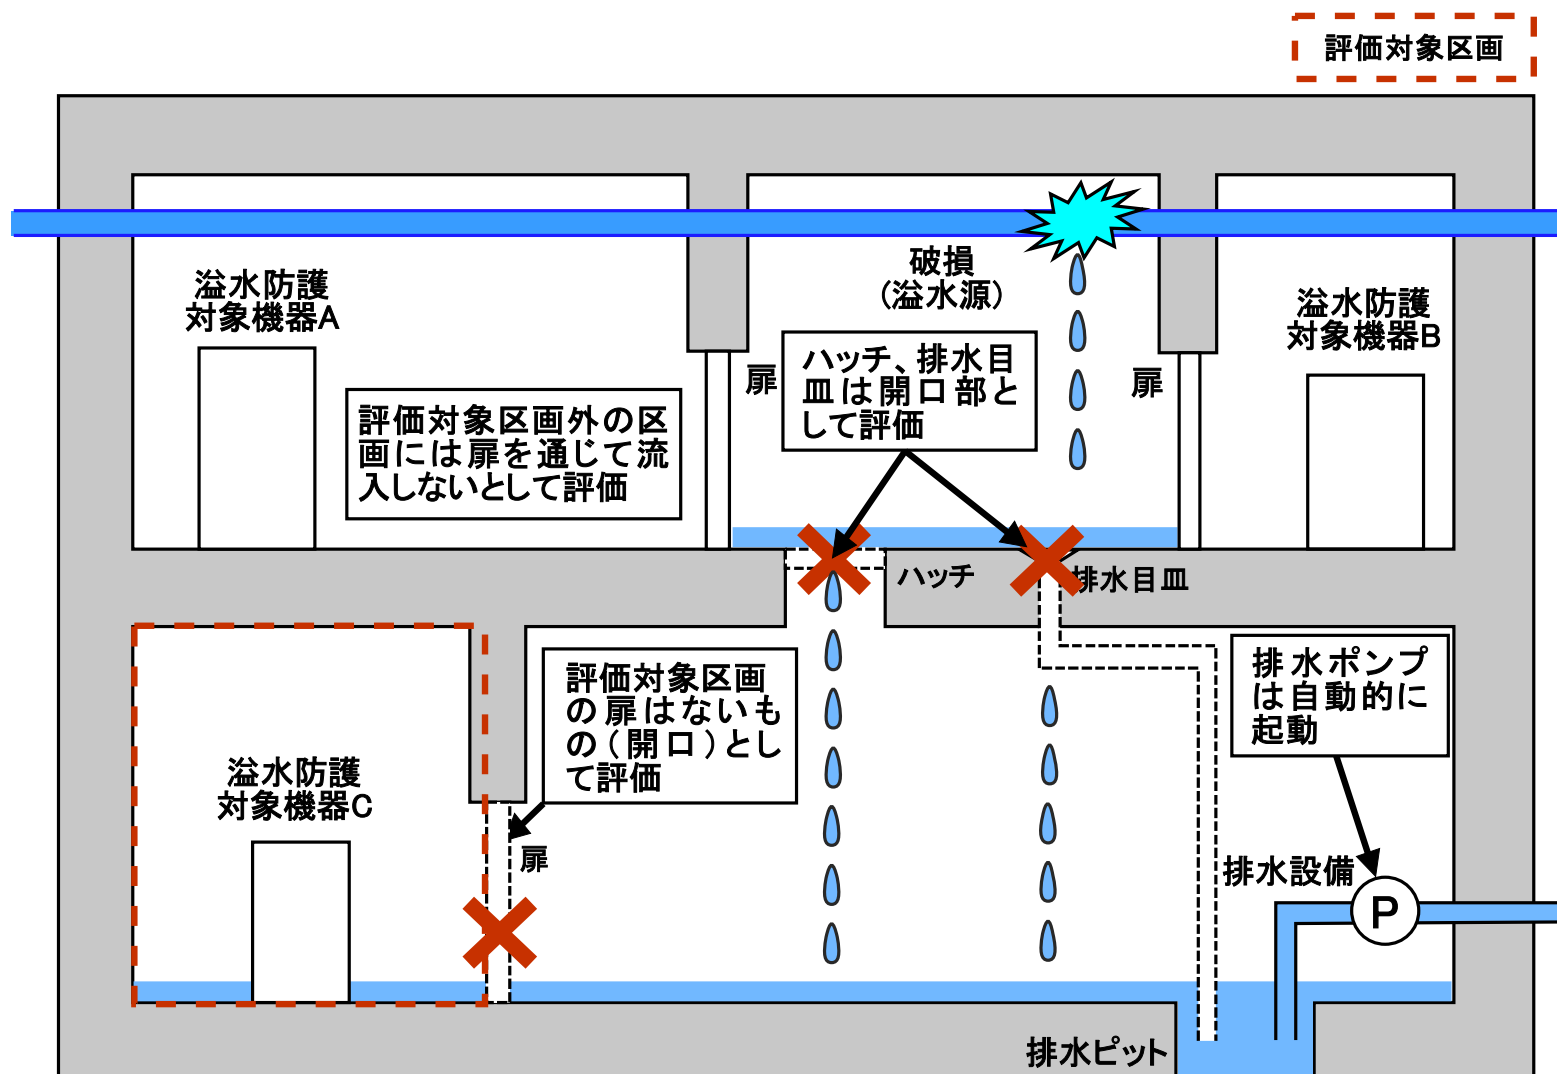 評価対象区画
溢水防護
対象機器A
破損
(溢水源)
溢水防護
対象機器B
評価対象区画外の区
画には扉を通じて流
入しないとして評価
扉
ハッチ、排水目
皿は開口部と
して評価
扉
ハッチ
排水目皿
評価対象区画
の扉はないも
の(開口)とし
て評価
排水ポンプ
は自動的に
起動
溢水防護
対象機器C
扉
排水設備
P
排水ピット